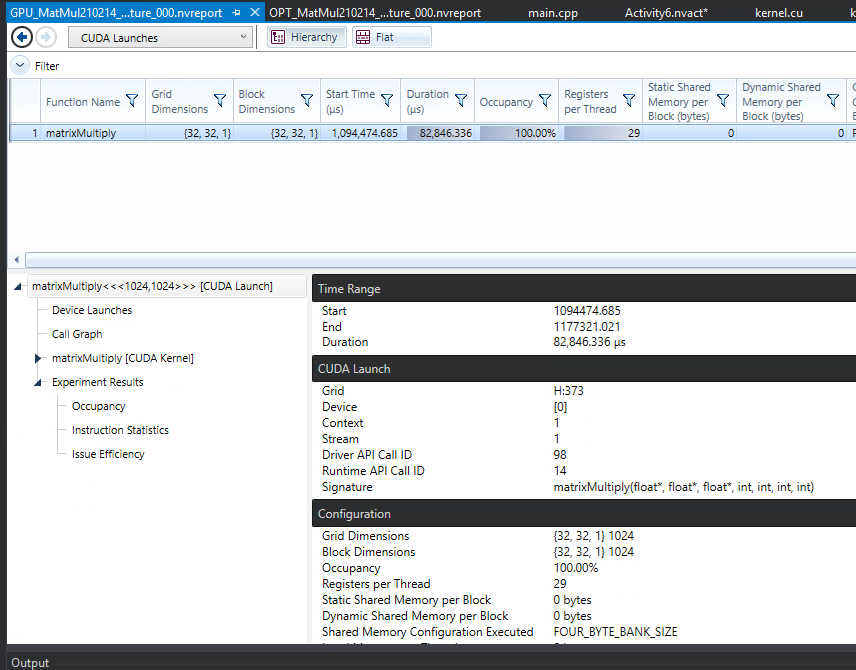 GPU_MatMul210214_...ture_000.nvreport OPT_MatMul210214_...ture_000.nvreport main.cpp Activity6.nvact* kernel.cu
CUDA Launches Hierarchy Flat
Filter
Function Name Grid Dimensions Block Dimensions Start Time (µs) Duration (µs) Occupancy Registers per Thread Static Shared Memory per Block (bytes) Dynamic Shared Memory per Block (bytes)
1 matrixMultiply {32, 32, 1} {32, 32, 1} 1,094,474.685 82,846.336 100.00% 29 0 0
matrixMultiply<<<1024,1024>>> [CUDA Launch]
Device Launches
Call Graph
matrixMultiply [CUDA Kernel]
Experiment Results
Occupancy
Instruction Statistics
Issue Efficiency
Time Range
Start 1094474.685
End 1177321.021
Duration 82,846.336 µs
CUDA Launch
Grid H:373
Device [0]
Context 1
Stream 1
Driver API Call ID 98
Runtime API Call ID 14
Signature matrixMultiply(float*, float*, float*, int, int, int, int)
Configuration
Grid Dimensions {32, 32, 1} 1024
Block Dimensions {32, 32, 1} 1024
Occupancy 100.00%
Registers per Thread 29
Static Shared Memory per Block 0 bytes
Dynamic Shared Memory per Block 0 bytes
Shared Memory Configuration Executed FOUR_BYTE_BANK_SIZE
Output